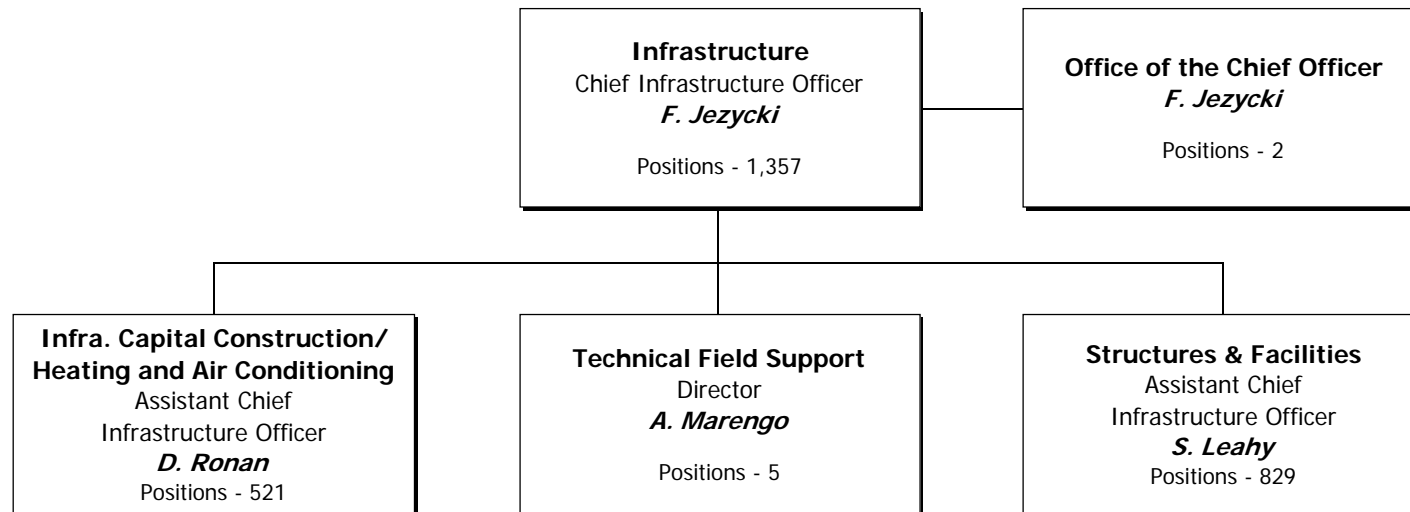 Infrastructure
Chief Infrastructure Officer
F. Jezycki
Positions - 1,357
Office of the Chief Officer
F. Jezycki
Positions - 2
Infra. Capital Construction/
Heating and Air Conditioning
Assistant Chief
Infrastructure Officer
D. Ronan
Positions - 521
Technical Field Support
Director
A. Marengo
Positions - 5
Structures & Facilities
Assistant Chief
Infrastructure Officer
S. Leahy
Positions - 829